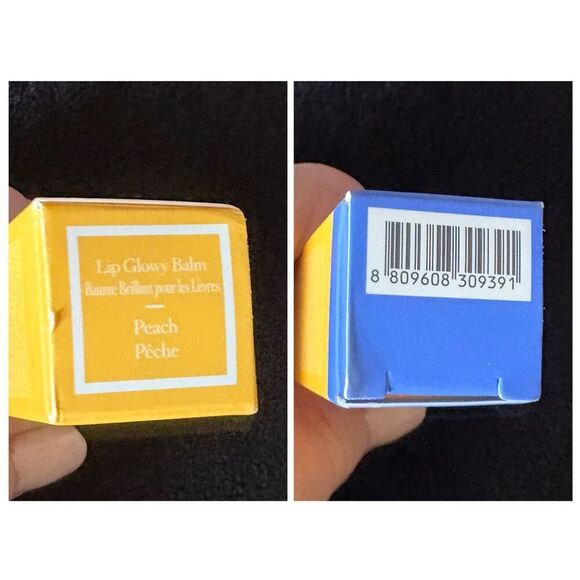 Lip Glowy Balm
Baume Brillant pour les Lèvres
Peach
Pêche
8 809608 309391